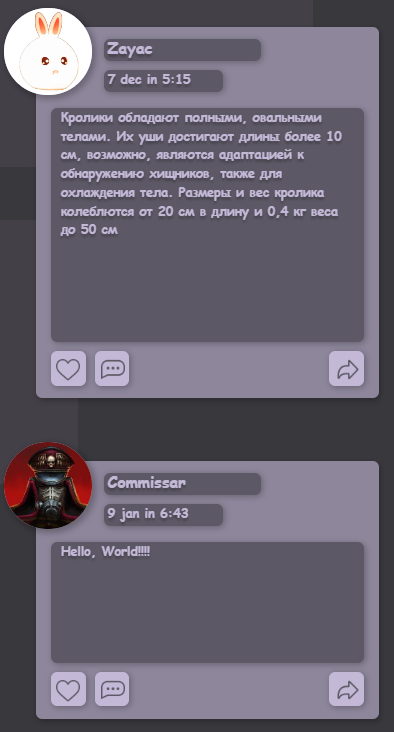 Zayac
7 dec in 5:15
Кролики обладают полными, овальными
телами. Их уши достигают длины более 10
см, возможно, являются адаптацией к
обнаружению хищников, также для
охлаждения тела. Размеры и вес кролика
колеблются от 20 см в длину и 0,4 кг веса
до 50 см
Commissar
9 jan in 6:43
Hello, World!!!!